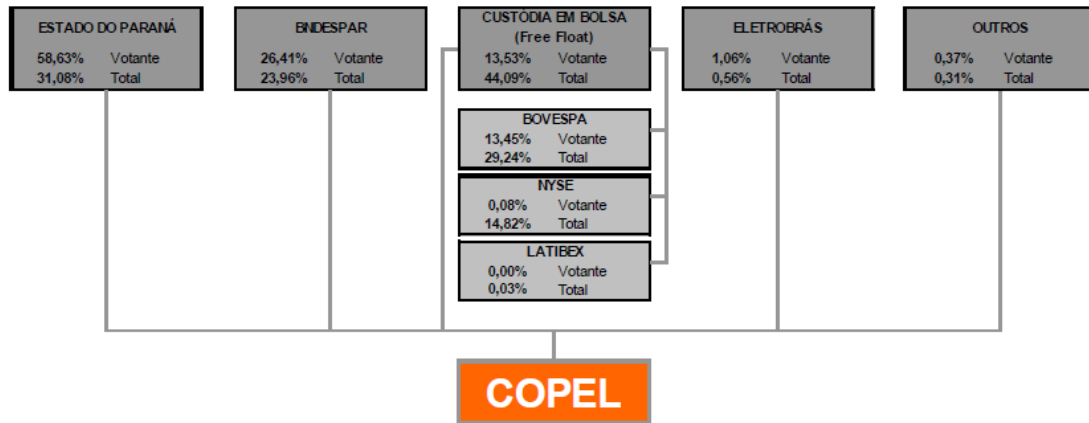 ESTADO DO PARANÁ
58,63% Votante
31,08% Total
BNDESPAR
26,41% Votante
23,96% Total
CUSTÓDIA EM BOLSA
(Free Float)
13,53% Votante
44,09% Total
ELETROBRÁS
1,06% Votante
0,56% Total
OUTROS
0,37% Votante
0,31% Total
BOVESPA
13,45% Votante
29,24% Total
NYSE
0,08% Votante
14,82% Total
LATIBEX
0,00% Votante
0,03% Total
COPEL